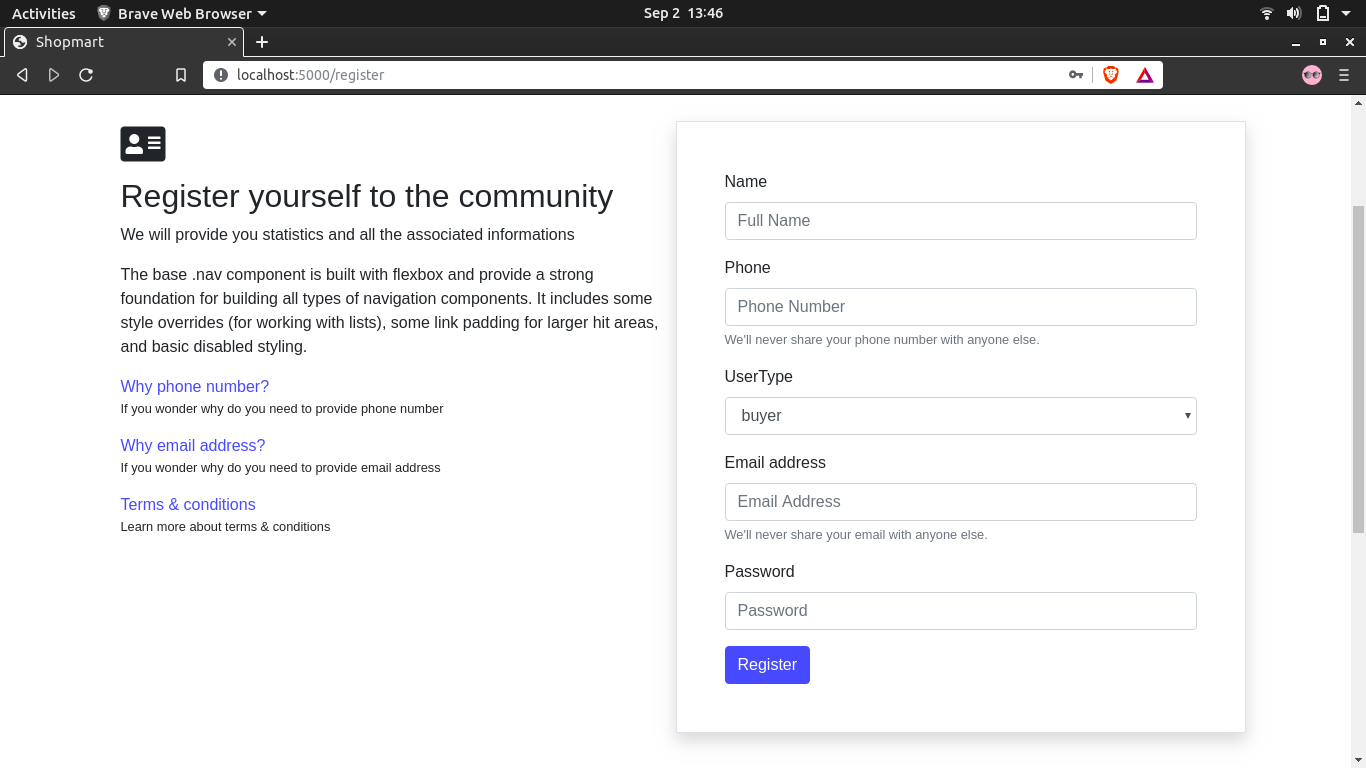 Activities
Brave Web Browser
Sep 2 13:46
Shopmart
localhost:5000/register
Register yourself to the community
We will provide you statistics and all the associated informations
The base .nav component is built with flexbox and provide a strong
foundation for building all types of navigation components. It includes some
style overrides (for working with lists), some link padding for larger hit areas,
and basic disabled styling.
Why phone number?
If you wonder why do you need to provide phone number
Why email address?
If you wonder why do you need to provide email address
Terms & conditions
Learn more about terms & conditions
Name
Full Name
Phone
Phone Number
We'll never share your phone number with anyone else.
UserType
buyer
Email address
Email Address
We'll never share your email with anyone else.
Password
Password
Register